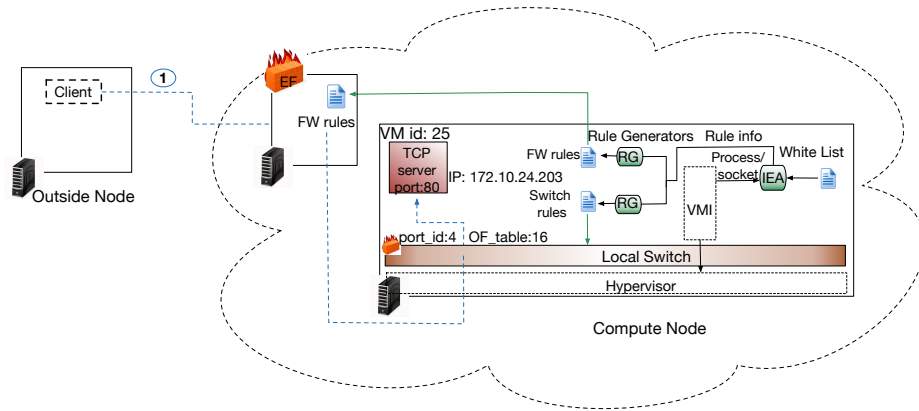 1
Client
Outside Node
EF
FW rules
VM id: 25
TCP
server
port:80
IP: 172.10.24.203
Rule Generators
Rule info
FW rules
RG
Process/
socket
White List
IEA
Switch
rules
RG
VMI
port_id:4
OF_table:16
Local Switch
Hypervisor
Compute Node